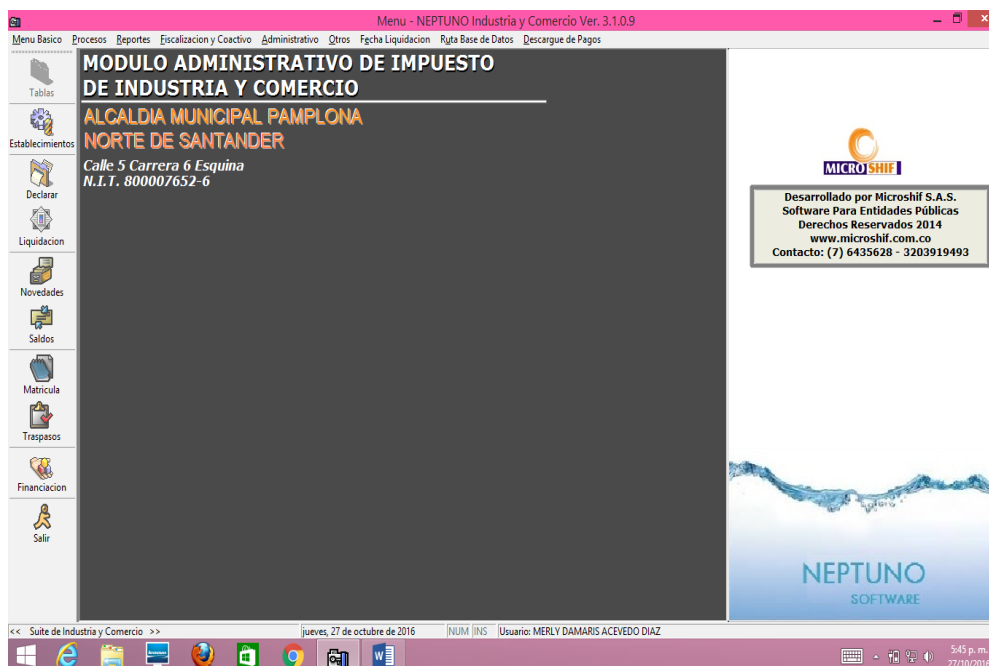 Menu - NEPTUNO Industria y Comercio Ver. 3.1.0.9
Menu Basico Procesos Reportes Fiscalizacion y Coactivo Administrativo Otros Fecha Liquidacion Ruta Base de Datos Descargue de Pagos
Tablas
Establecimientos
Declarar
Liquidacion
Novedades
Saldos
Matricula
Traspasos
Financiacion
Salir
MODULO ADMINISTRATIVO DE IMPUESTO
DE INDUSTRIA Y COMERCIO
ALCALDIA MUNICIPAL PAMPLONA
NORTE DE SANTANDER
Calle 5 Carrera 6 Esquina
N.I.T. 800007652-6
MICRO SHIF
Desarrollado por Microshif S.A.S.
Software Para Entidades Públicas
Derechos Reservados 2014
www.microshif.com.co
Contacto: (7) 6435628 - 3203919493
NEPTUNO
SOFTWARE
<< Suite de Industria y Comercio >> jueves, 27 de octubre de 2016 NUM INS Usuario: MERLY DAMARIS ACEVEDO DIAZ
5:45 p. m.
27/10/2016